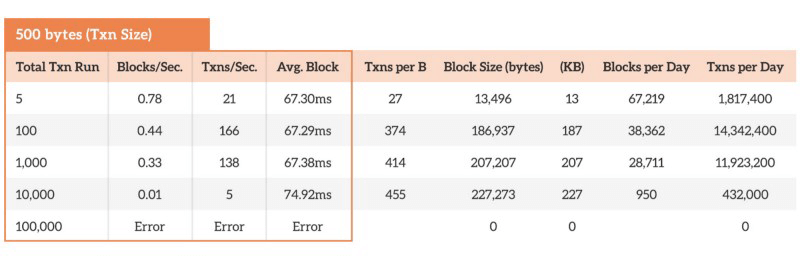 500 bytes (Txn Size)
Total Txn Run Blocks/Sec. Txns/Sec. Avg. Block Txns per B Block Size (bytes) (KB) Blocks per Day Txns per Day
5 0.78 21 67.30ms 27 13,496 13 67,219 1,817,400
100 0.44 166 67.29ms 374 186,937 187 38,362 14,342,400
1,000 0.33 138 67.38ms 414 207,207 207 28,711 11,923,200
10,000 0.01 5 74.92ms 455 227,273 227 950 432,000
100,000 Error Error Error 0 0 0